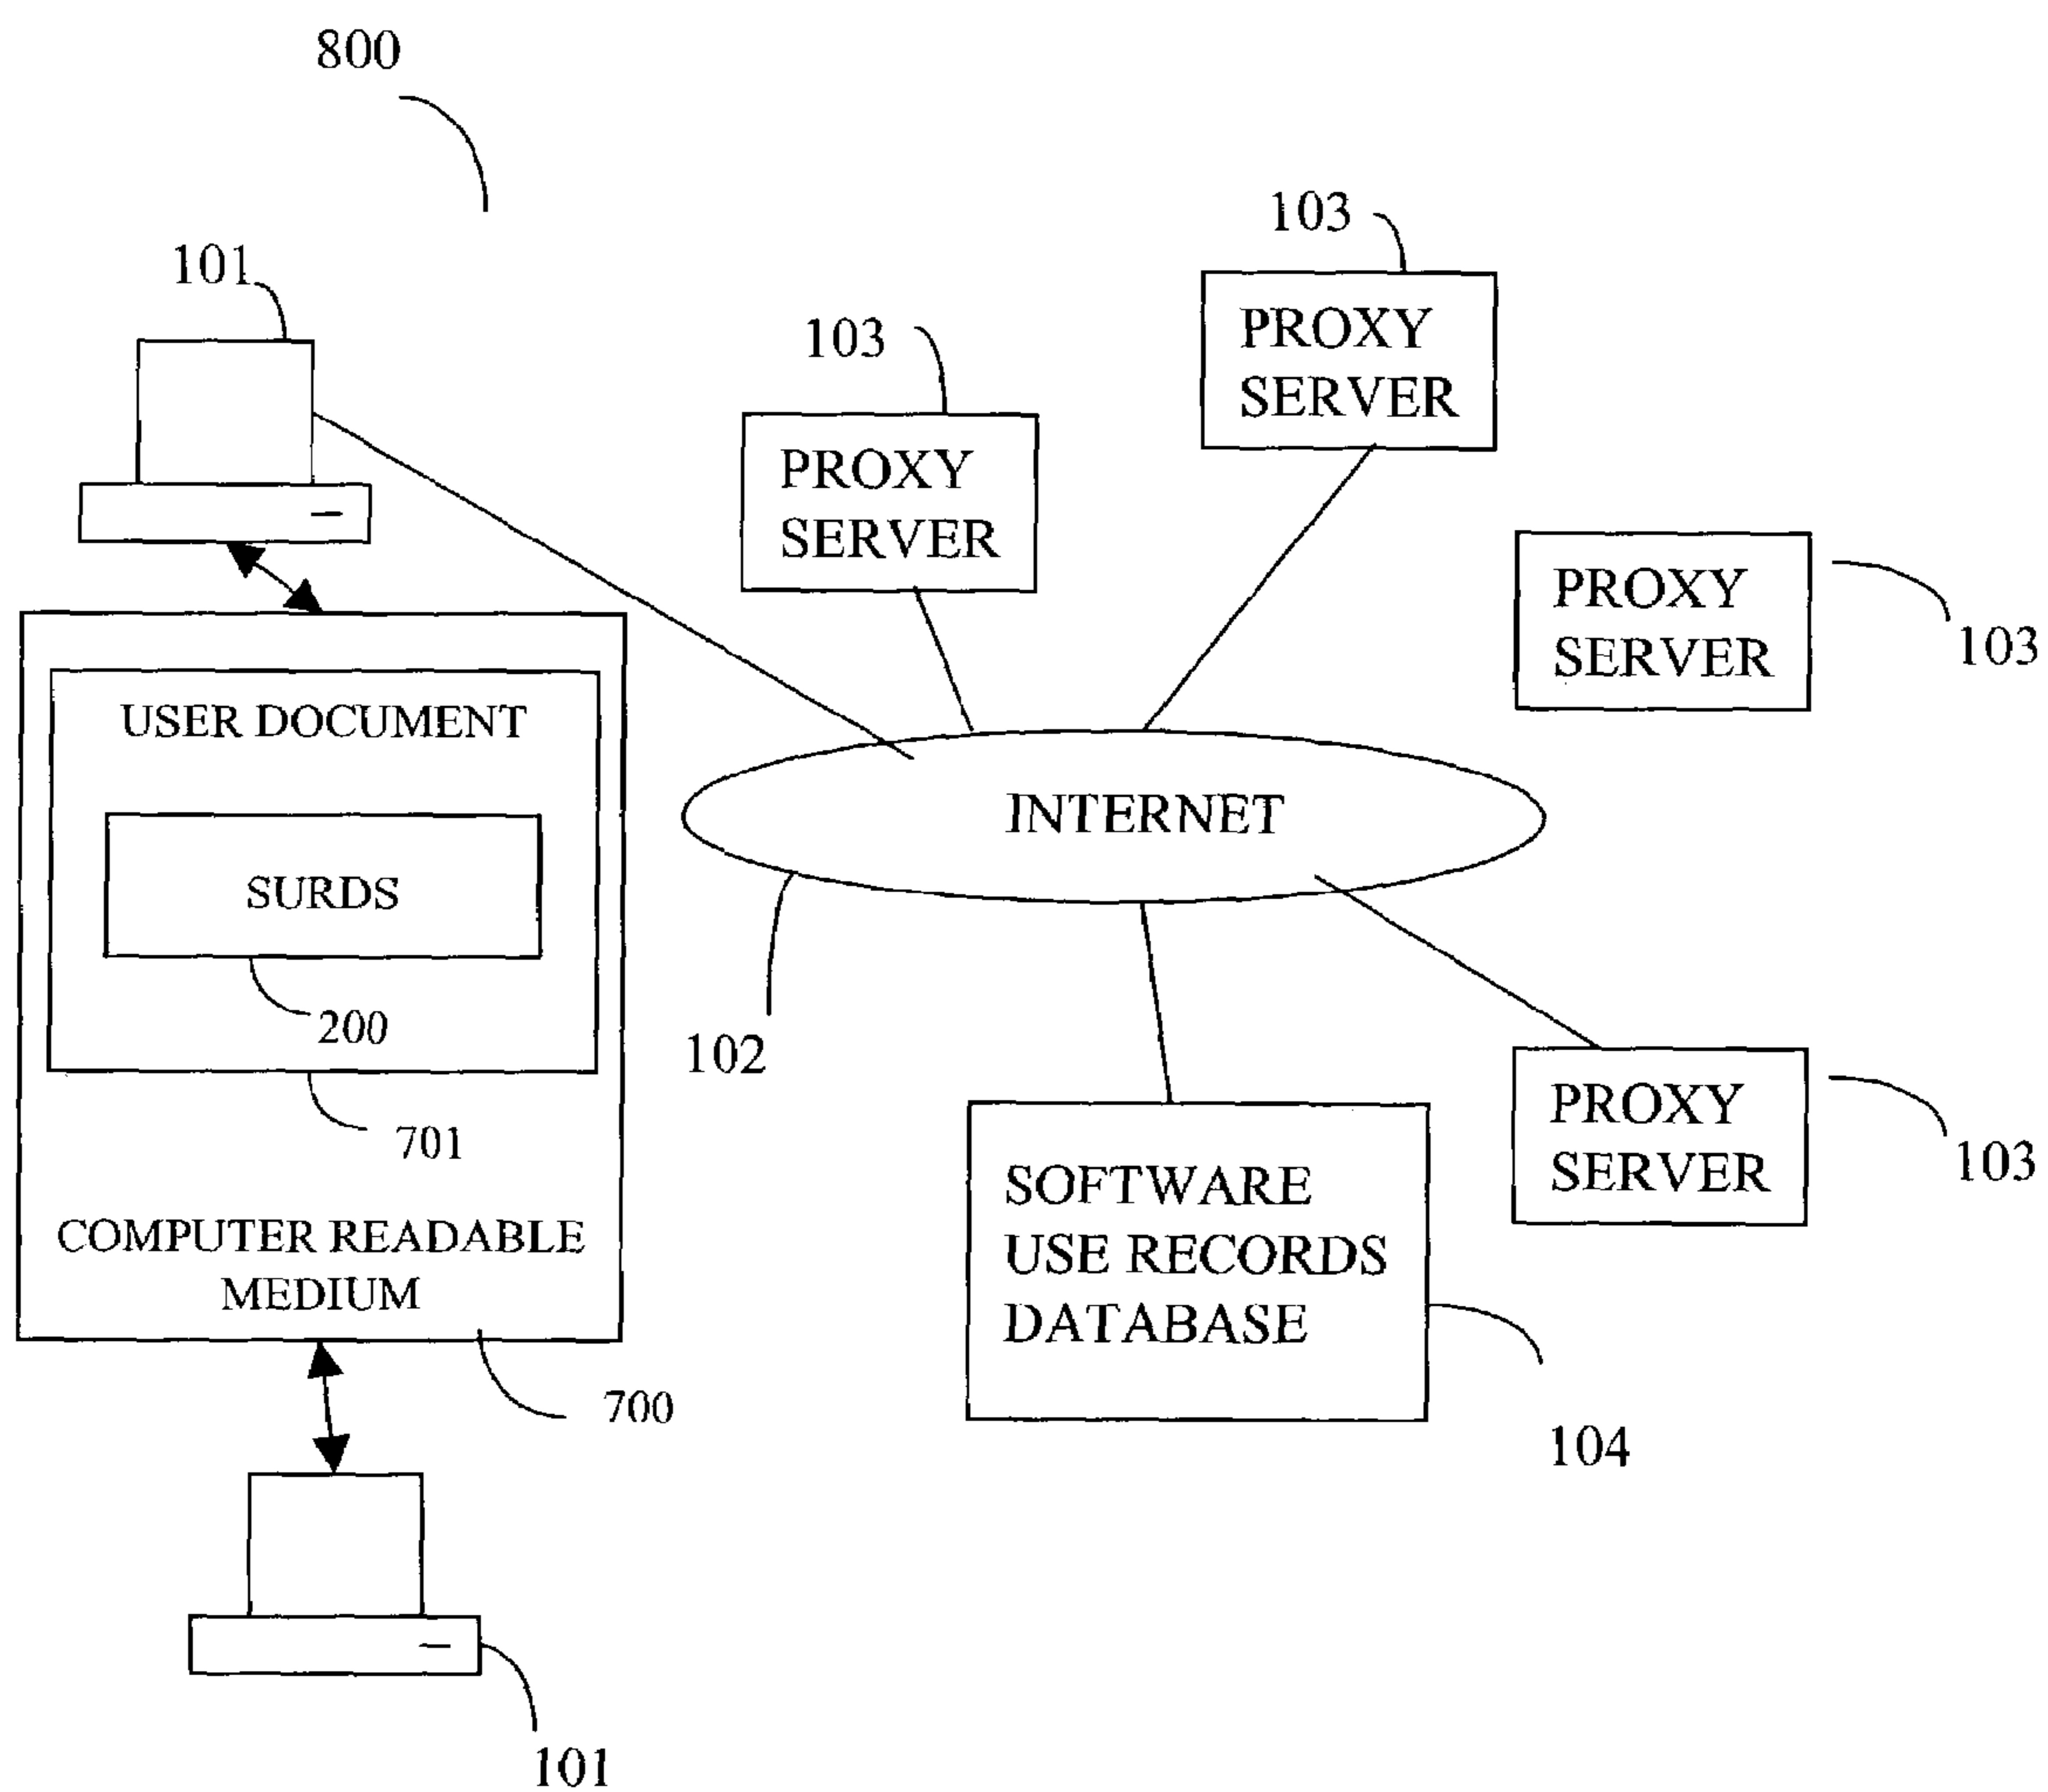 800
103
101
PROXY
SERVER
103
PROXY
SERVER
PROXY
SERVER
103
USER DOCUMENT
INTERNET
SURDS
200
102
701
PROXY
SERVER
103
SOFTWARE
USE RECORDS
DATABASE
COMPUTER READABLE
MEDIUM
700
104
101